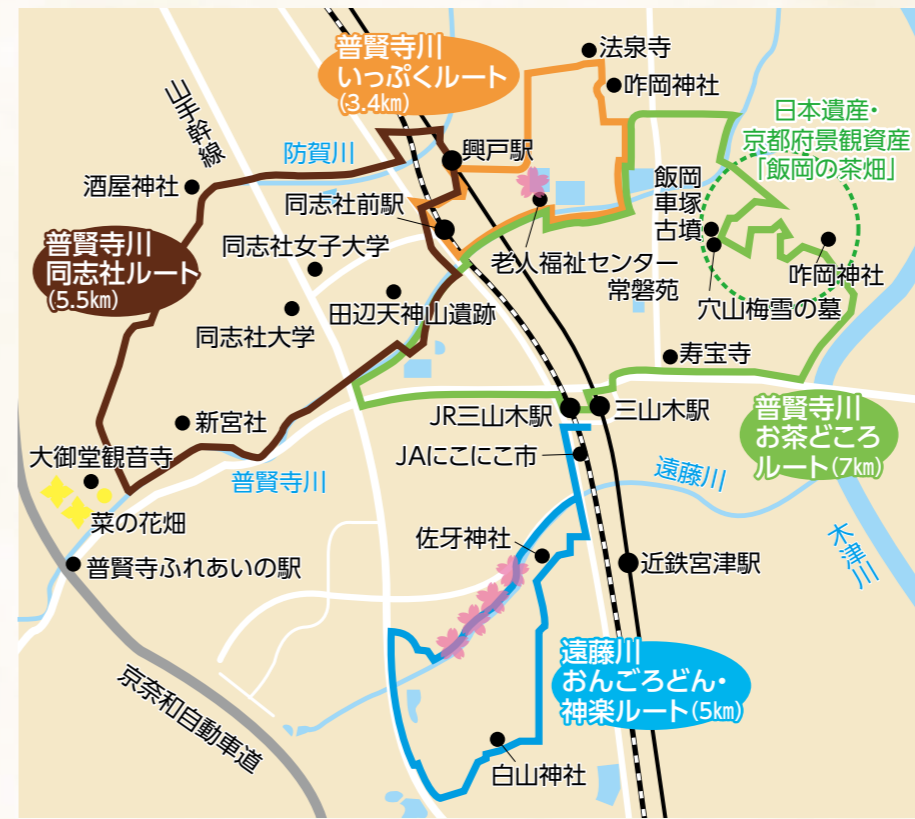 普賢寺川
いっぷくルート
(3.4km)
法泉寺
咋岡神社
山手幹線
日本遺産・
京都府景観資産
「飯岡の茶畑」
防賀川
興戸駅
酒屋神社
飯岡
車塚
古墳
同志社前駅
普賢寺川
同志社ルート
(5.5km)
同志社女子大学
老人福祉センター
常磐苑
咋岡神社
穴山梅雪の墓
田辺天神山遺跡
同志社大学
寿宝寺
新宮社
JR三山木駅
三山木駅
普賢寺川
お茶どころ
ルート(7km)
大御堂観音寺
JAにこにこ市
普賢寺川
遠藤川
菜の花畑
木津川
佐牙神社
普賢寺ふれあいの駅
近鉄宮津駅
遠藤川
おんごろどん・
神楽ルート(5km)
京奈和自動車道
白山神社